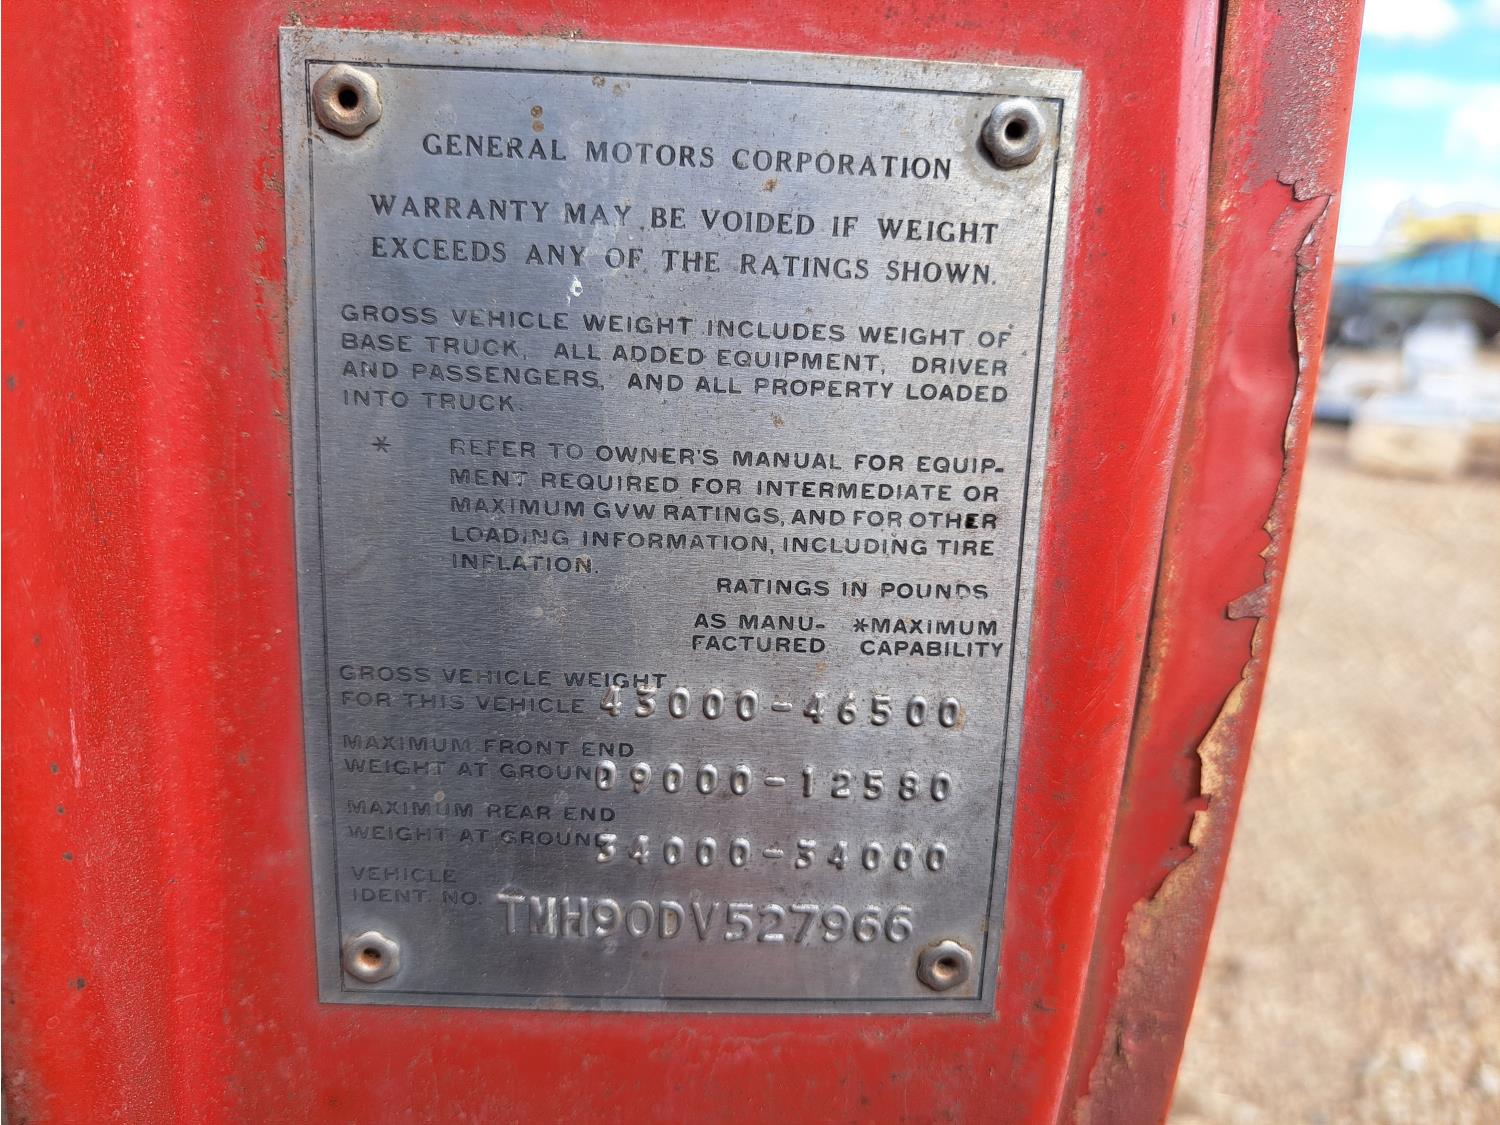 GENERAL MOTORS CORPORATION
WARRANTY MAY BE VOIDED IF WEIGHT
EXCEEDS ANY OF THE RATINGS SHOWN.
GROSS VEHICLE WEIGHT INCLUDES WEIGHT OF
BASE TRUCK, ALL ADDED EQUIPMENT, DRIVER
AND PASSENGERS, AND ALL PROPERTY LOADED
INTO TRUCK.
* REFER TO OWNER'S MANUAL FOR EQUIP-
MENT REQUIRED FOR INTERMEDIATE OR
MAXIMUM GVW RATINGS, AND FOR OTHER
LOADING INFORMATION, INCLUDING TIRE
INFLATION.
RATINGS IN POUNDS
AS MANU- *MAXIMUM
FACTURED CAPABILITY
GROSS VEHICLE WEIGHT
FOR THIS VEHICLE 43000-46500
MAXIMUM FRONT END
WEIGHT AT GROUND 09000-12580
MAXIMUM REAR END
WEIGHT AT GROUND 34000-34000
VEHICLE
IDENT. NO. TMH90DV527966